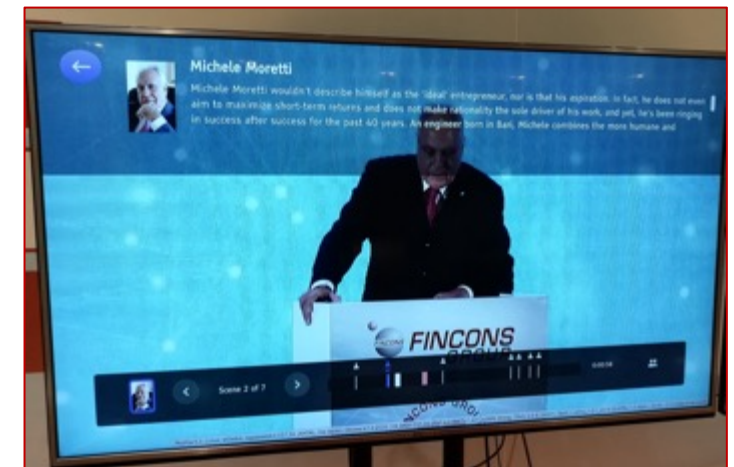 Michele Moretti
Michele Moretti wouldn't describe himself as the 'ideal' entrepreneur, nor is that his aspiration. In fact, he does not even
aim to maximize short-term returns and does not make rationality the sole driver of his work, and yet, he's been ringing
in success after success for the past 40 years. An engineer born in Bari, Michele combines the more humane and
FINCONS
GROUP
Scene 2 of 7